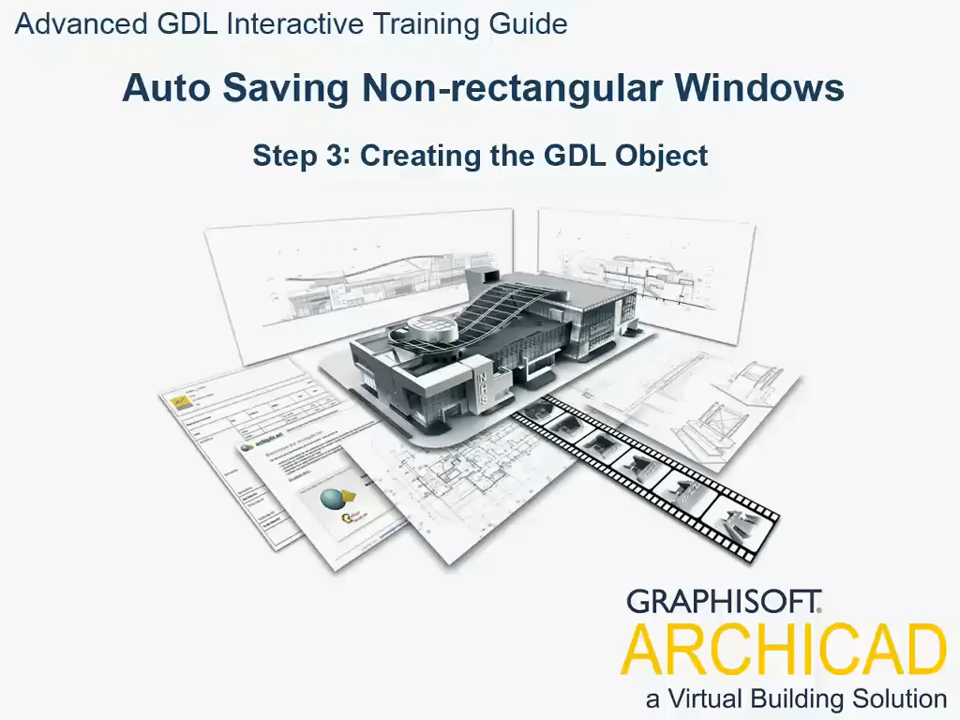 Advanced GDL Interactive Training Guide
Auto Saving Non-rectangular Windows
Step 3: Creating the GDL Object
GRAPHISOFT®
ARCHICAD
a Virtual Building Solution